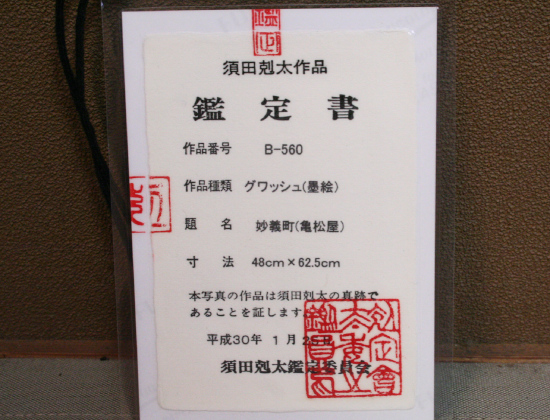 須田剋太作品
鑑定書
作品番号 B-560
作品種類 グワッシュ(墨絵)
題名 妙義町(亀松屋)
寸法 48cm×62.5cm
本写真の作品は須田剋太の真跡で
あることを証します
平成30年 1月
須田剋太鑑定委員会